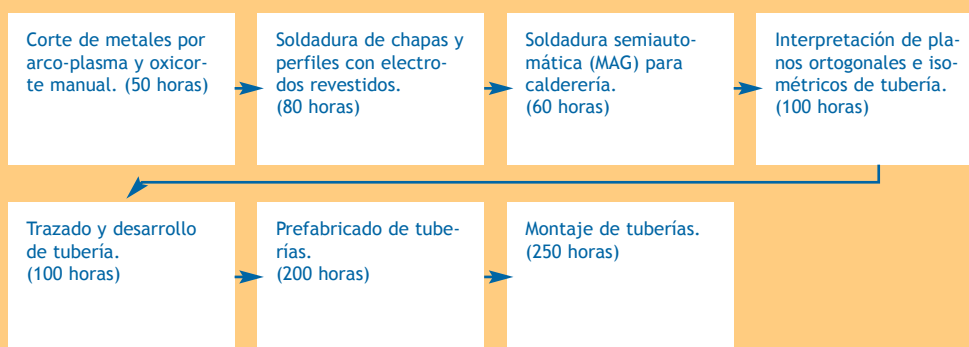 Corte de metales por
arco-plasma y oxicor-
te manual. (50 horas)
Soldadura de chapas y
perfiles con electro-
dos revestidos.
(80 horas)
Soldadura semiauto-
mática (MAG) para
calderería.
(60 horas)
Interpretación de pla-
nos ortogonales e iso-
métricos de tubería.
(100 horas)
Trazado y desarrollo
de tubería.
(100 horas)
Prefabricado de tube-
rías.
(200 horas)
Montaje de tuberías.
(250 horas)